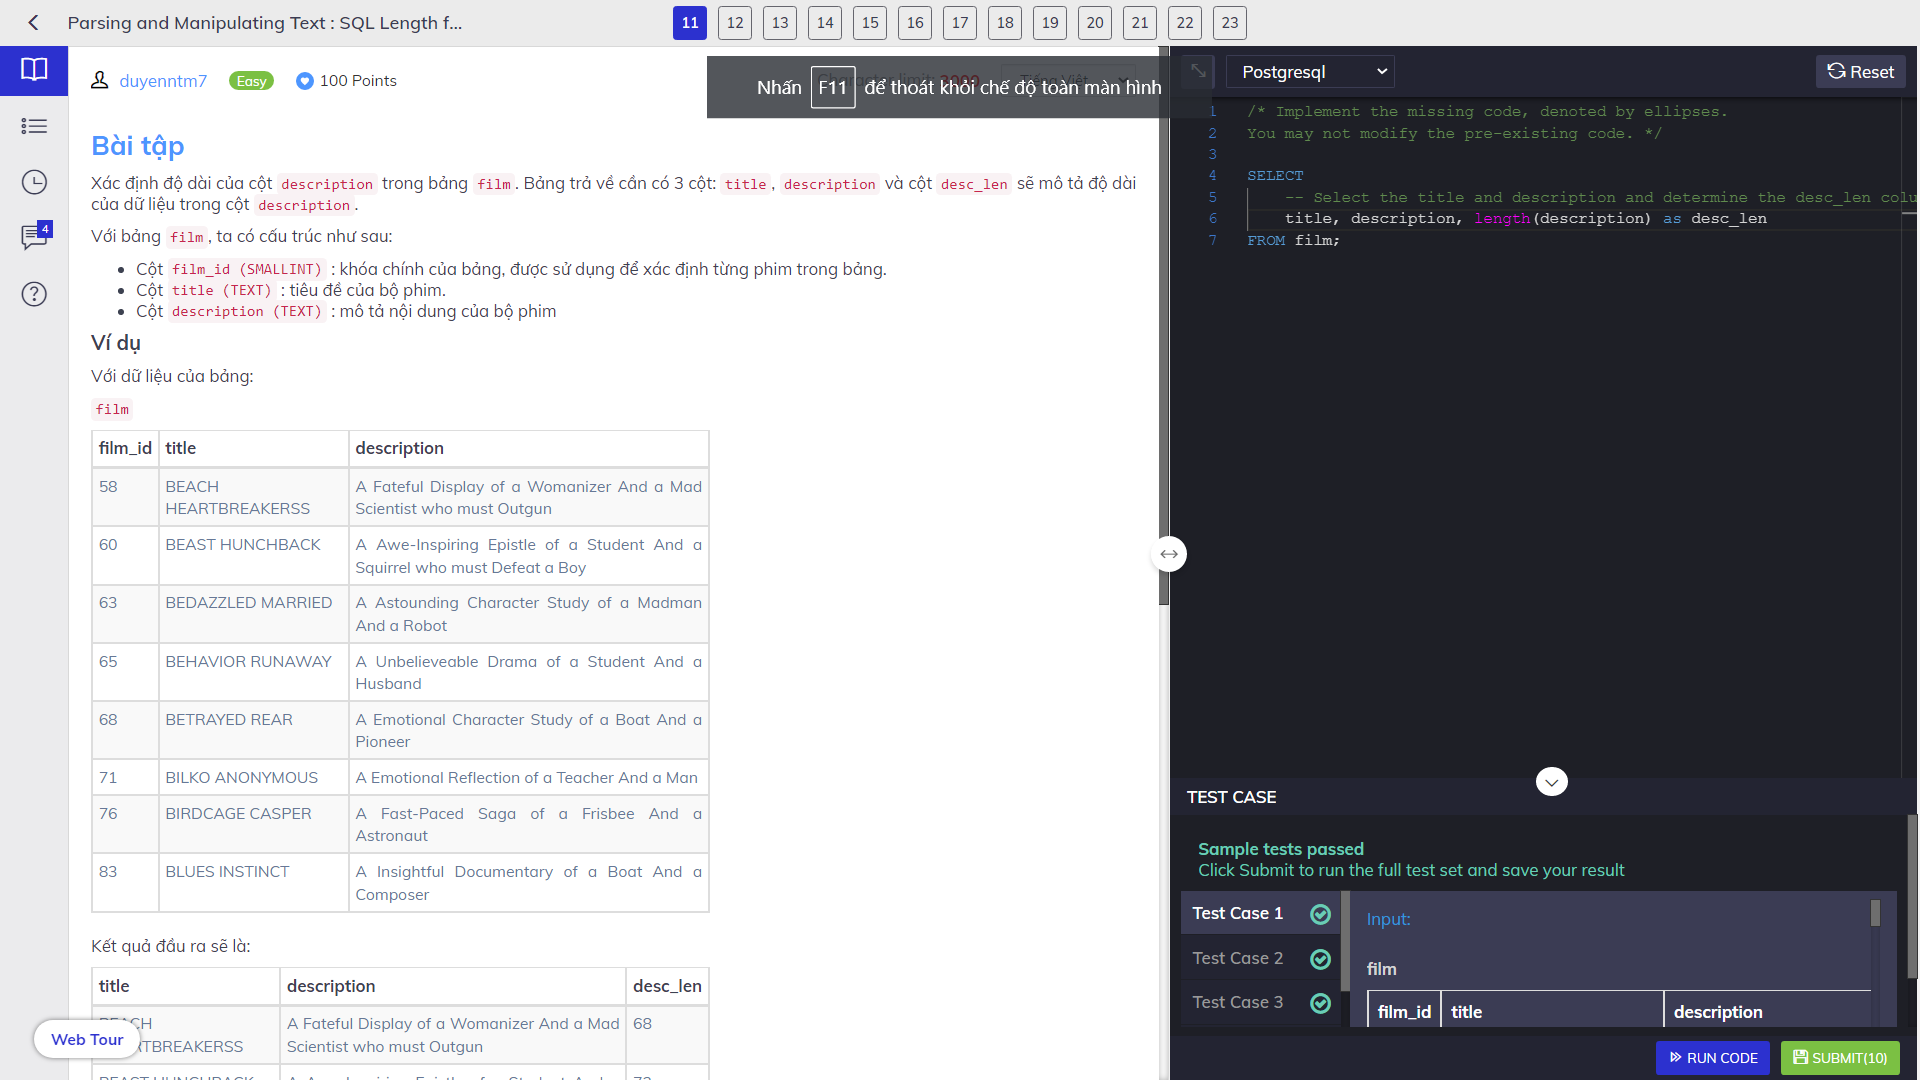 Parsing and Manipulating Text : SQL Length f...
11 12 13 14 15 16 17 18 19 20 21 22 23
duyenntm7 Easy 100 Points
Nhấn F11 để thoát khỏi chế độ toàn màn hình
Character limit: 3000 Tiếng Việt
4
Bài tập
Xác định độ dài của cột description trong bảng film. Bảng trả về cần có 3 cột: title, description và cột desc_len sẽ mô tả độ dài
của dữ liệu trong cột description.
Với bảng film, ta có cấu trúc như sau:
Cột film_id (SMALLINT) : khóa chính của bảng, được sử dụng để xác định từng phim trong bảng.
Cột title (TEXT) : tiêu đề của bộ phim.
Cột description (TEXT) : mô tả nội dung của bộ phim
Ví dụ
Với dữ liệu của bảng:
film
film_id title description
58 BEACH HEARTBREAKERSS A Fateful Display of a Womanizer And a Mad Scientist who must Outgun
60 BEAST HUNCHBACK A Awe-Inspiring Epistle of a Student And a Squirrel who must Defeat a Boy
63 BEDAZZLED MARRIED A Astounding Character Study of a Madman And a Robot
65 BEHAVIOR RUNAWAY A Unbelieveable Drama of a Student And a Husband
68 BETRAYED REAR A Emotional Character Study of a Boat And a Pioneer
71 BILKO ANONYMOUS A Emotional Reflection of a Teacher And a Man
76 BIRDCAGE CASPER A Fast-Paced Saga of a Frisbee And a Astronaut
83 BLUES INSTINCT A Insightful Documentary of a Boat And a Composer
Kết quả đầu ra sẽ là:
title description desc_len
CH RTBREAKERSS A Fateful Display of a Womanizer And a Mad Scientist who must Outgun 68
Web Tour
Postgresql
Reset
1 /* Implement the missing code, denoted by ellipses.
2 You may not modify the pre-existing code. */
3
4 SELECT
5 -- Select the title and description and determine the desc_len colu
6 title, description, length(description) as desc_len
7 FROM film;
TEST CASE
Sample tests passed
Click Submit to run the full test set and save your result
Test Case 1
Test Case 2
Test Case 3
Input:
film
film_id title description
RUN CODE
SUBMIT(10)